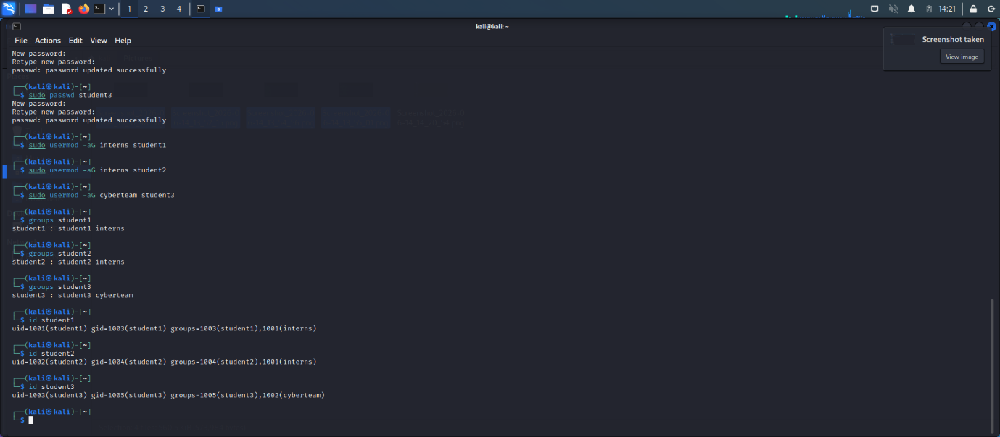 1 2 3 4 14:21
kali@kali: ~
File Actions Edit View Help
Screenshot taken
View image
New password:
Retype new password:
passwd: password updated successfully
┌──(kali㉿kali)-[~]
└─$ sudo passwd student3
New password:
Retype new password:
passwd: password updated successfully
┌──(kali㉿kali)-[~]
└─$ sudo usermod -aG interns student1
┌──(kali㉿kali)-[~]
└─$ sudo usermod -aG interns student2
┌──(kali㉿kali)-[~]
└─$ sudo usermod -aG cyberteam student3
┌──(kali㉿kali)-[~]
└─$ groups student1
student1 : student1 interns
┌──(kali㉿kali)-[~]
└─$ groups student2
student2 : student2 interns
┌──(kali㉿kali)-[~]
└─$ groups student3
student3 : student3 cyberteam
┌──(kali㉿kali)-[~]
└─$ id student1
uid=1001(student1) gid=1003(student1) groups=1003(student1),1001(interns)
┌──(kali㉿kali)-[~]
└─$ id student2
uid=1002(student2) gid=1004(student2) groups=1004(student2),1001(interns)
┌──(kali㉿kali)-[~]
└─$ id student3
uid=1003(student3) gid=1005(student3) groups=1005(student3),1002(cyberteam)
┌──(kali㉿kali)-[~]
└─$